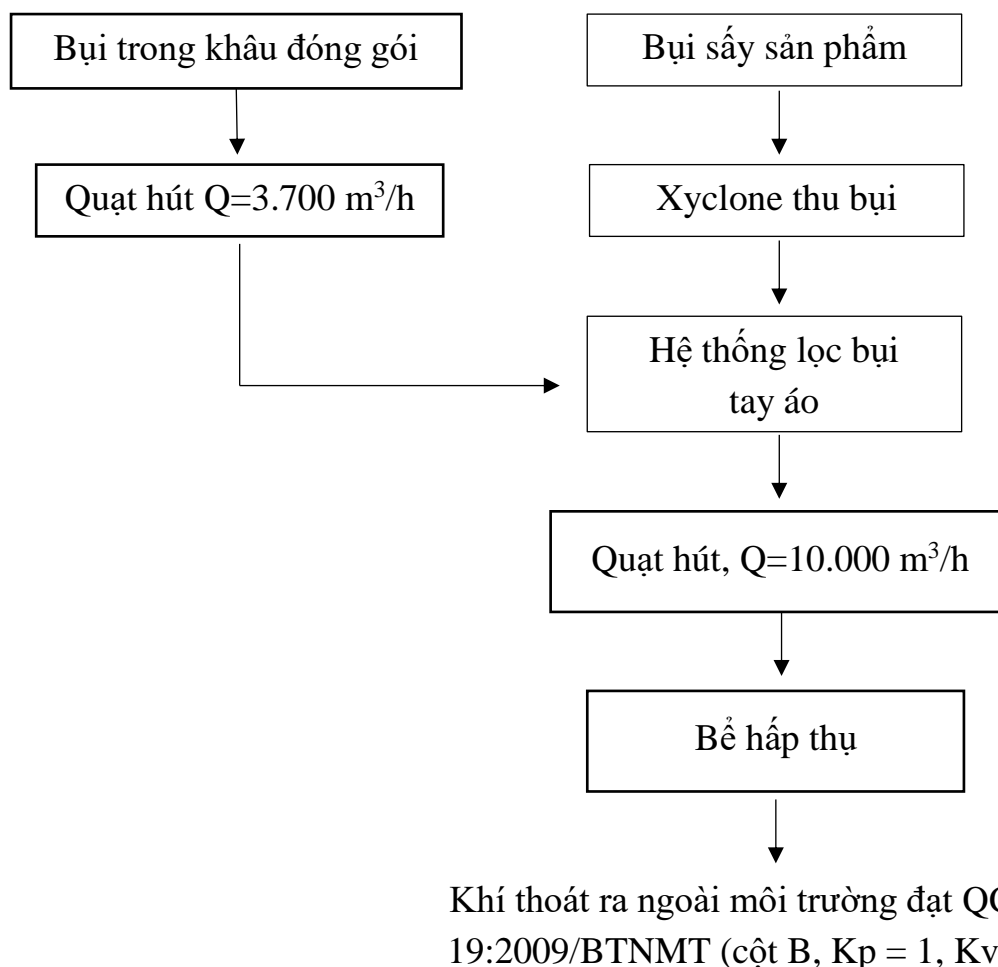 Bụi trong khâu đóng gói
Quạt hút Q=3.700 m³/h
Bụi sấy sản phẩm
Xyclone thu bụi
Hệ thống lọc bụi
tay áo
Quạt hút, Q=10.000 m³/h
Bể hấp thụ
Khí thoát ra ngoài môi trường đạt
19:2009/BTNMT (cột B, Kp = 1, Kv